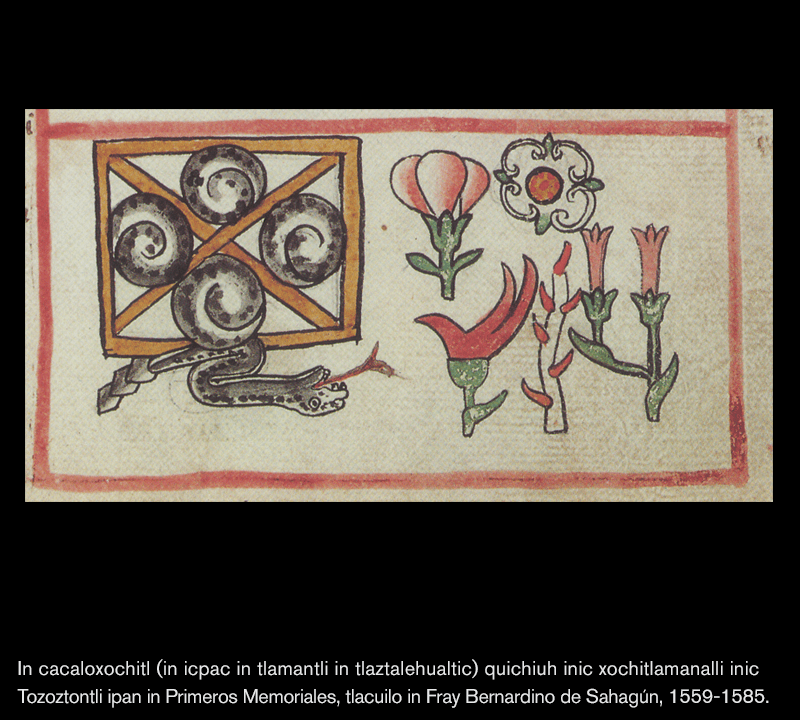 In cacaloxochitl (in icpac in tlamantli in tlaztalehualtic) quichiuh inic xochitlamanalli inic
Tozoztontli ipan in Primeros Memoriales, tlacuilo in Fray Bernardino de Sahagún, 1559-1585.